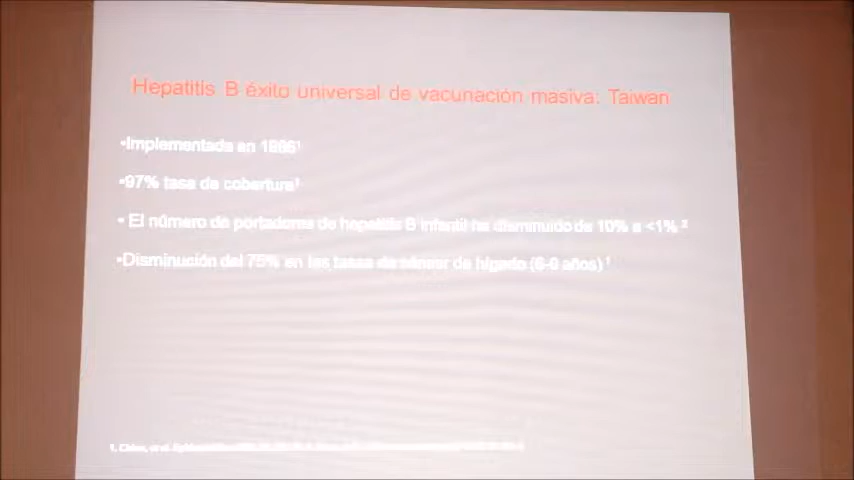 Hepatitis B éxito universal de vacunación masiva: Taiwan
•Implementada en 1986¹
•97% tasa de cobertura¹
• El número de portadores de hepatitis B infantil ha disminuido de 10% a <1% ²
•Disminución del 75% en las tasas de cáncer de hígado (6-9 años) ¹